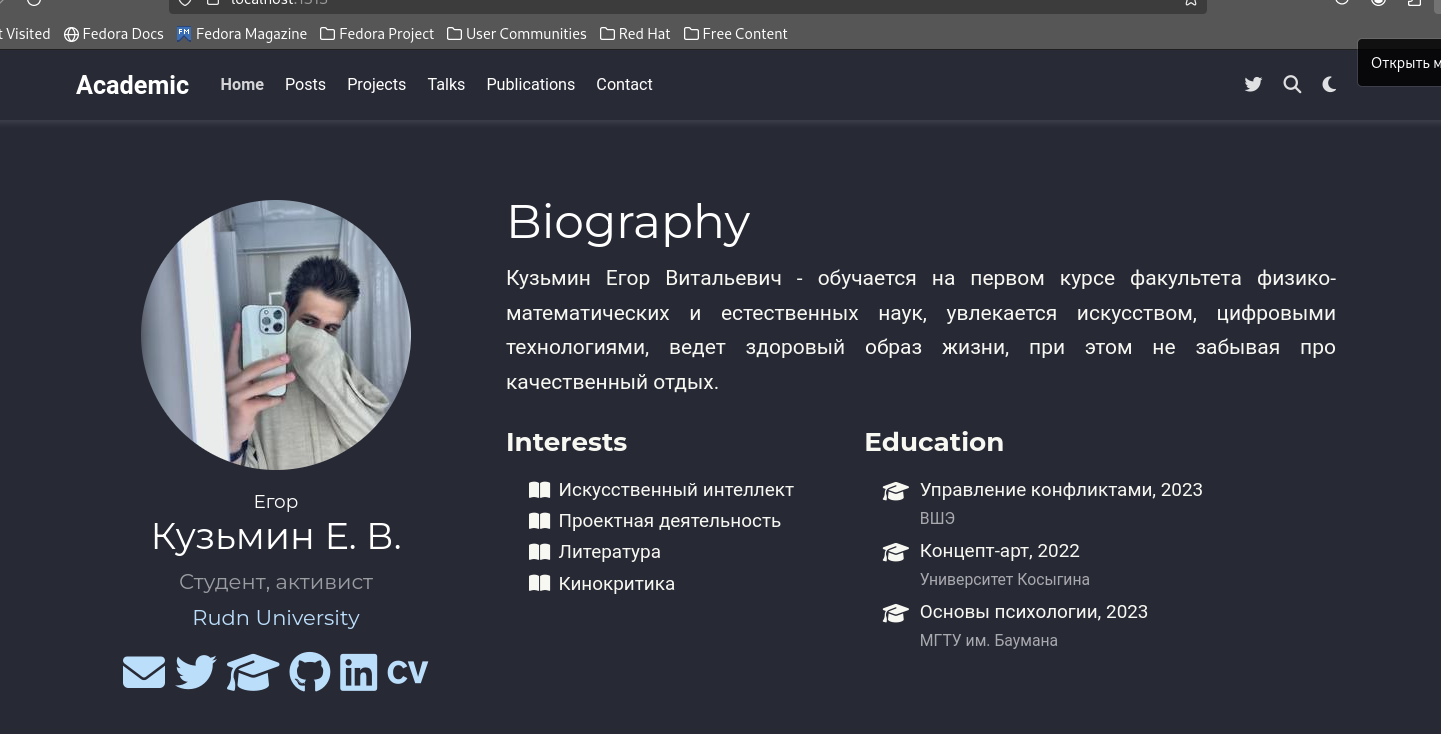 localhost:1313
t Visited Fedora Docs Fedora Magazine Fedora Project User Communities Red Hat Free Content
Открыть м
Academic Home Posts Projects Talks Publications Contact
Biography
Кузьмин Егор Витальевич - обучается на первом курсе факультета физико-
математических и естественных наук, увлекается искусством, цифровыми
технологиями, ведет здоровый образ жизни, при этом не забывая про
качественный отдых.
Егор
Кузьмин Е. В.
Студент, активист
Rudn University
CV
Interests
Искусственный интеллект
Проектная деятельность
Литература
Кинокритика
Education
Управление конфликтами, 2023
ВШЭ
Концепт-арт, 2022
Университет Косыгина
Основы психологии, 2023
МГТУ им. Баумана